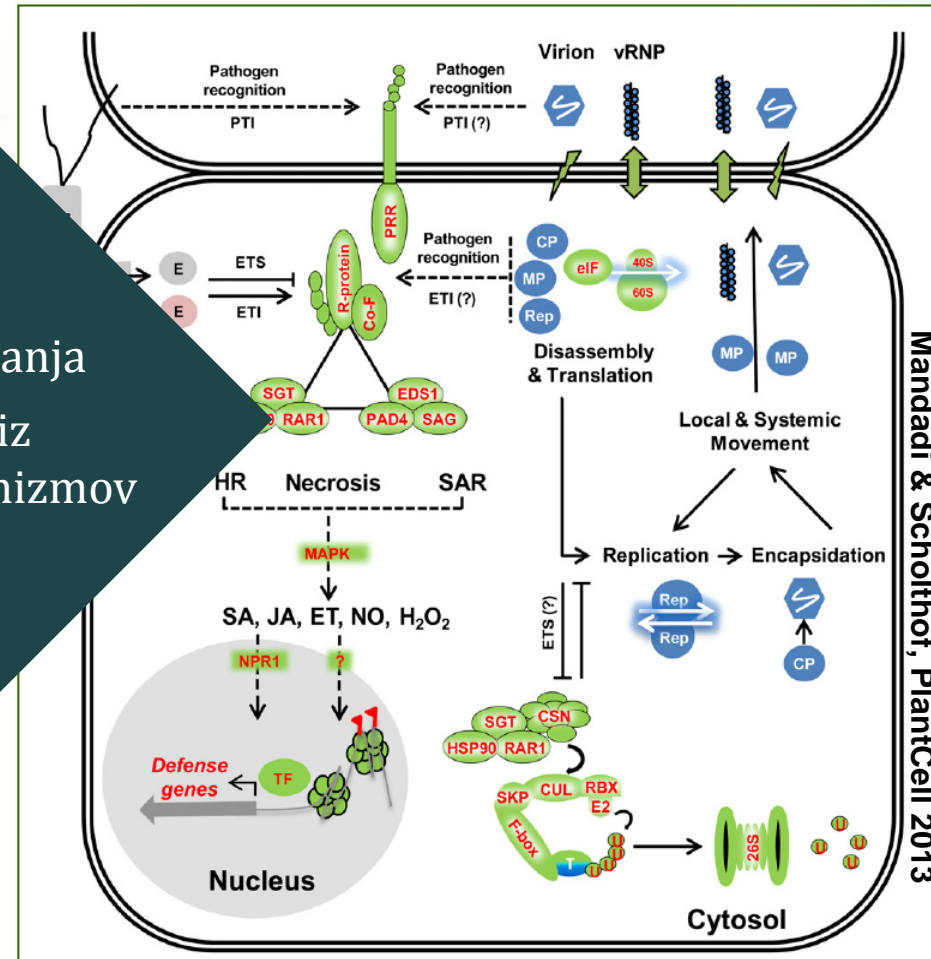 anja
iz
nizmov
Virion vRNP
Pathogen
recognition
PTI
Pathogen
recognition
PTI (?)
PRR
E
ETS
E
ETI
R-protein
Co-F
Pathogen
recognition
ETI (?)
CP
MP
Rep
eIF
40S
60S
Disassembly
& Translation
MP
MP
SGT
RAR1
EDS1
PAD4
SAG
Local & Systemic
Movement
HR Necrosis SAR
MAPK
Replication
Encapsidation
SA, JA, ET, NO, H₂O₂
Rep
Rep
CP
ETS (?)
NPR1
?
SGT
CSN
HSP90
RAR1
Defense
genes
TF
SKP
CUL
RBX
E2
F-box
T
U
U
U
U
26S
U
U
U
U
Nucleus
Cytosol
Mandadi & Scholthof, PlantCell 2013